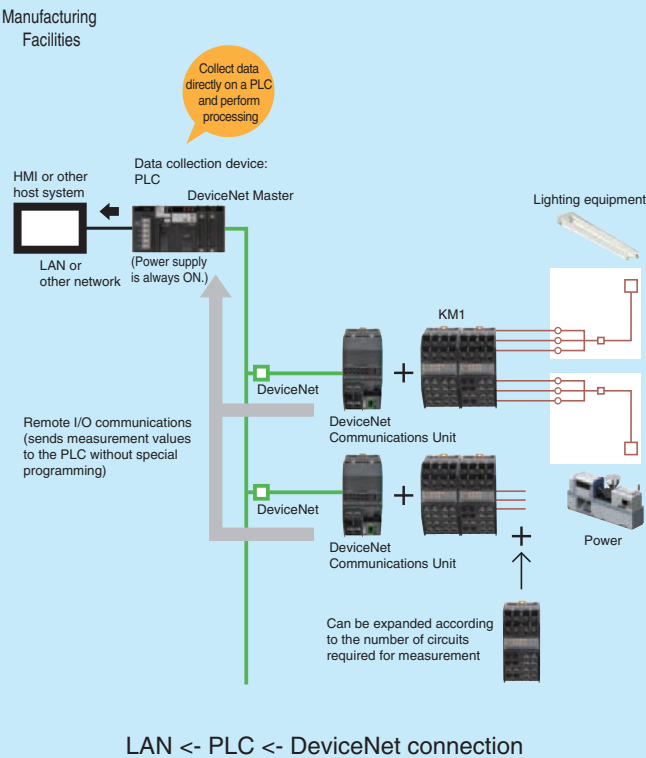 Manufacturing
Facilities
Collect data
directly on a PLC
and perform
processing
Data collection device:
PLC
HMI or other
host system
DeviceNet Master
Lighting equipment
LAN or
other network
(Power supply
is always ON.)
KM1
DeviceNet
DeviceNet
Communications Unit
Remote I/O communications
(sends measurement values
to the PLC without special
programming)
DeviceNet
DeviceNet
Communications Unit
Power
Can be expanded according
to the number of circuits
required for measurement
LAN <- PLC <- DeviceNet connection